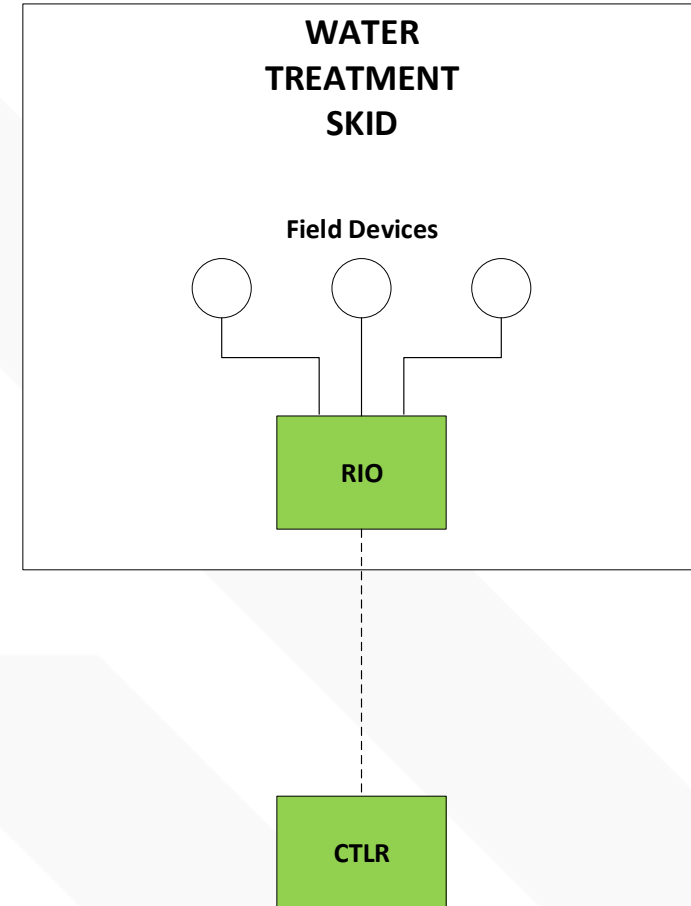 WATER
TREATMENT
SKID
Field Devices
RIO
CTLR